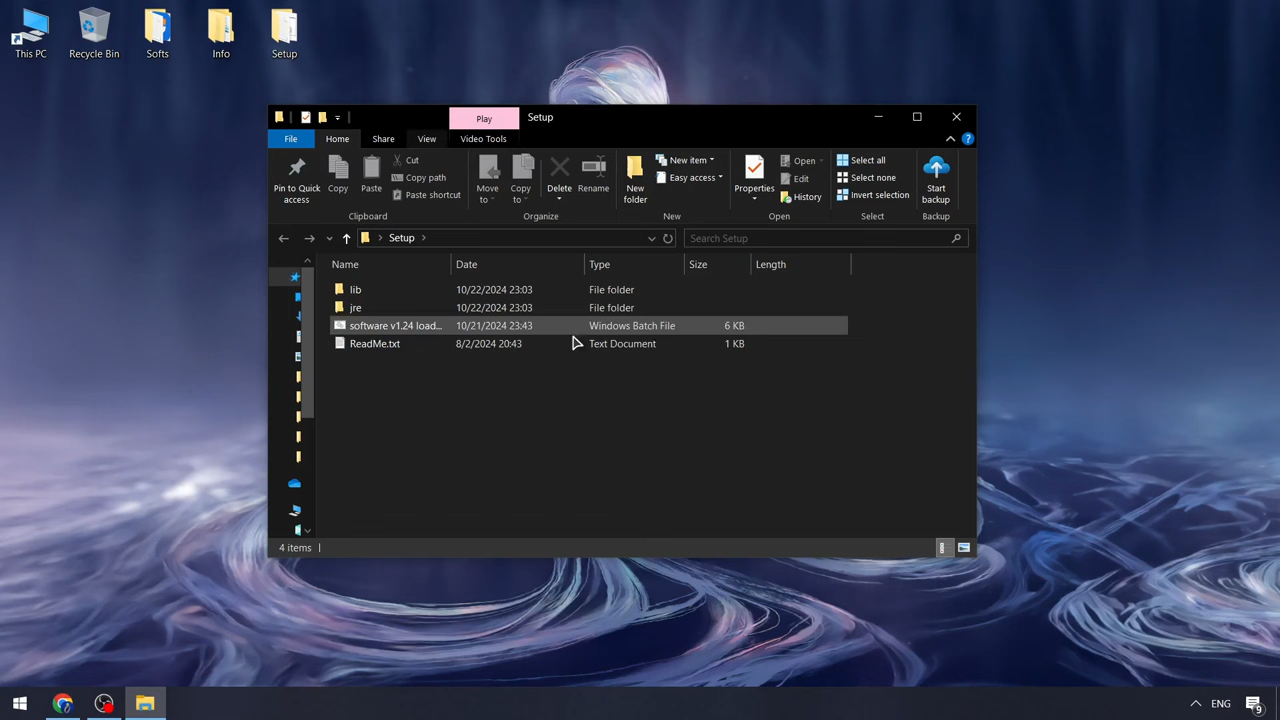 This PC
Recycle Bin
Softs
Info
Setup
Play
Setup
File
Home
Share
View
Video Tools
Pin to Quick
access
Copy
Paste
Cut
Copy path
Paste shortcut
Clipboard
Move
to
Copy
to
Delete
Rename
Organize
New
folder
New item
Easy access
New
Properties
Open
Edit
History
Open
Select all
Select none
Invert selection
Select
Start
backup
Backup
Setup
Search Setup
Name
Date
Type
Size
Length
lib
10/22/2024 23:03
File folder
jre
10/22/2024 23:03
File folder
software v1.24 load...
10/21/2024 23:43
Windows Batch File
6 KB
ReadMe.txt
8/2/2024 20:43
Text Document
1 KB
4 items
ENG
9